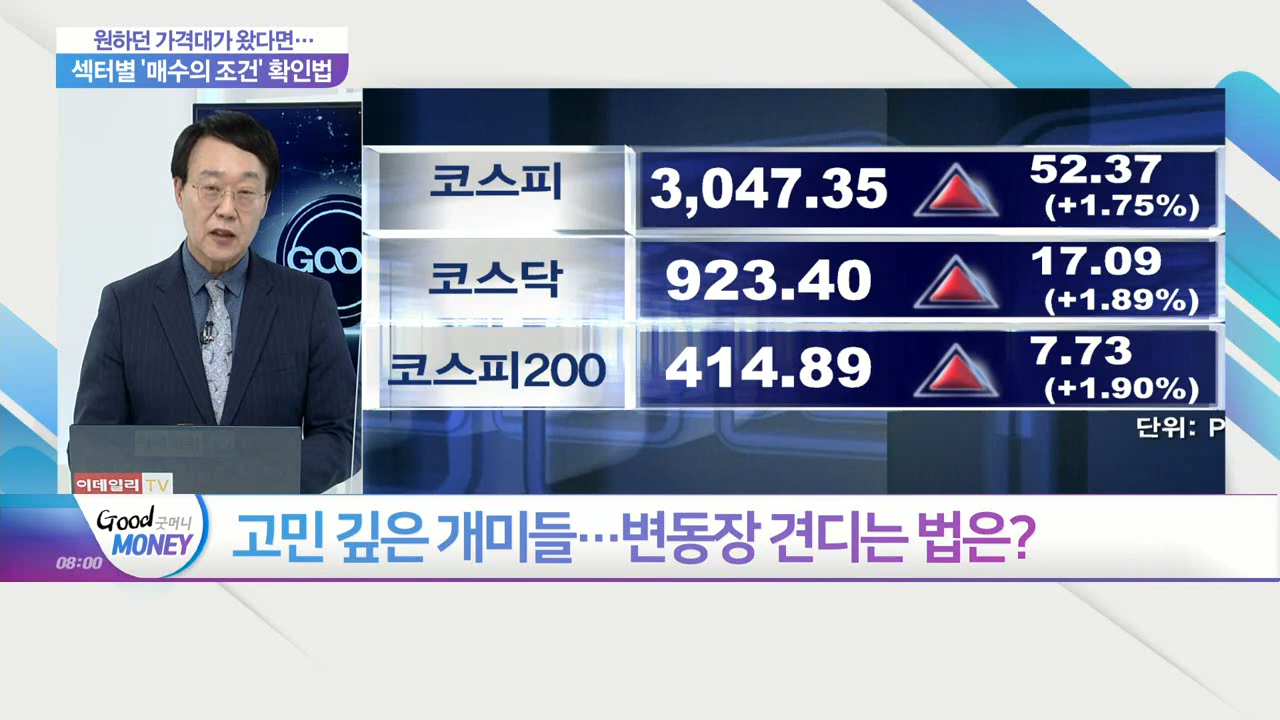 원하던 가격대가 왔다면…
섹터별 '매수의 조건' 확인법
GOO
코스피 3,047.35 52.37 (+1.75%)
코스닥 923.40 17.09 (+1.89%)
코스피200 414.89 7.73 (+1.90%)
단위: P
이데일리 TV
Good 굿머니
MONEY
고민 깊은 개미들…변동장 견디는 법은?
08:00